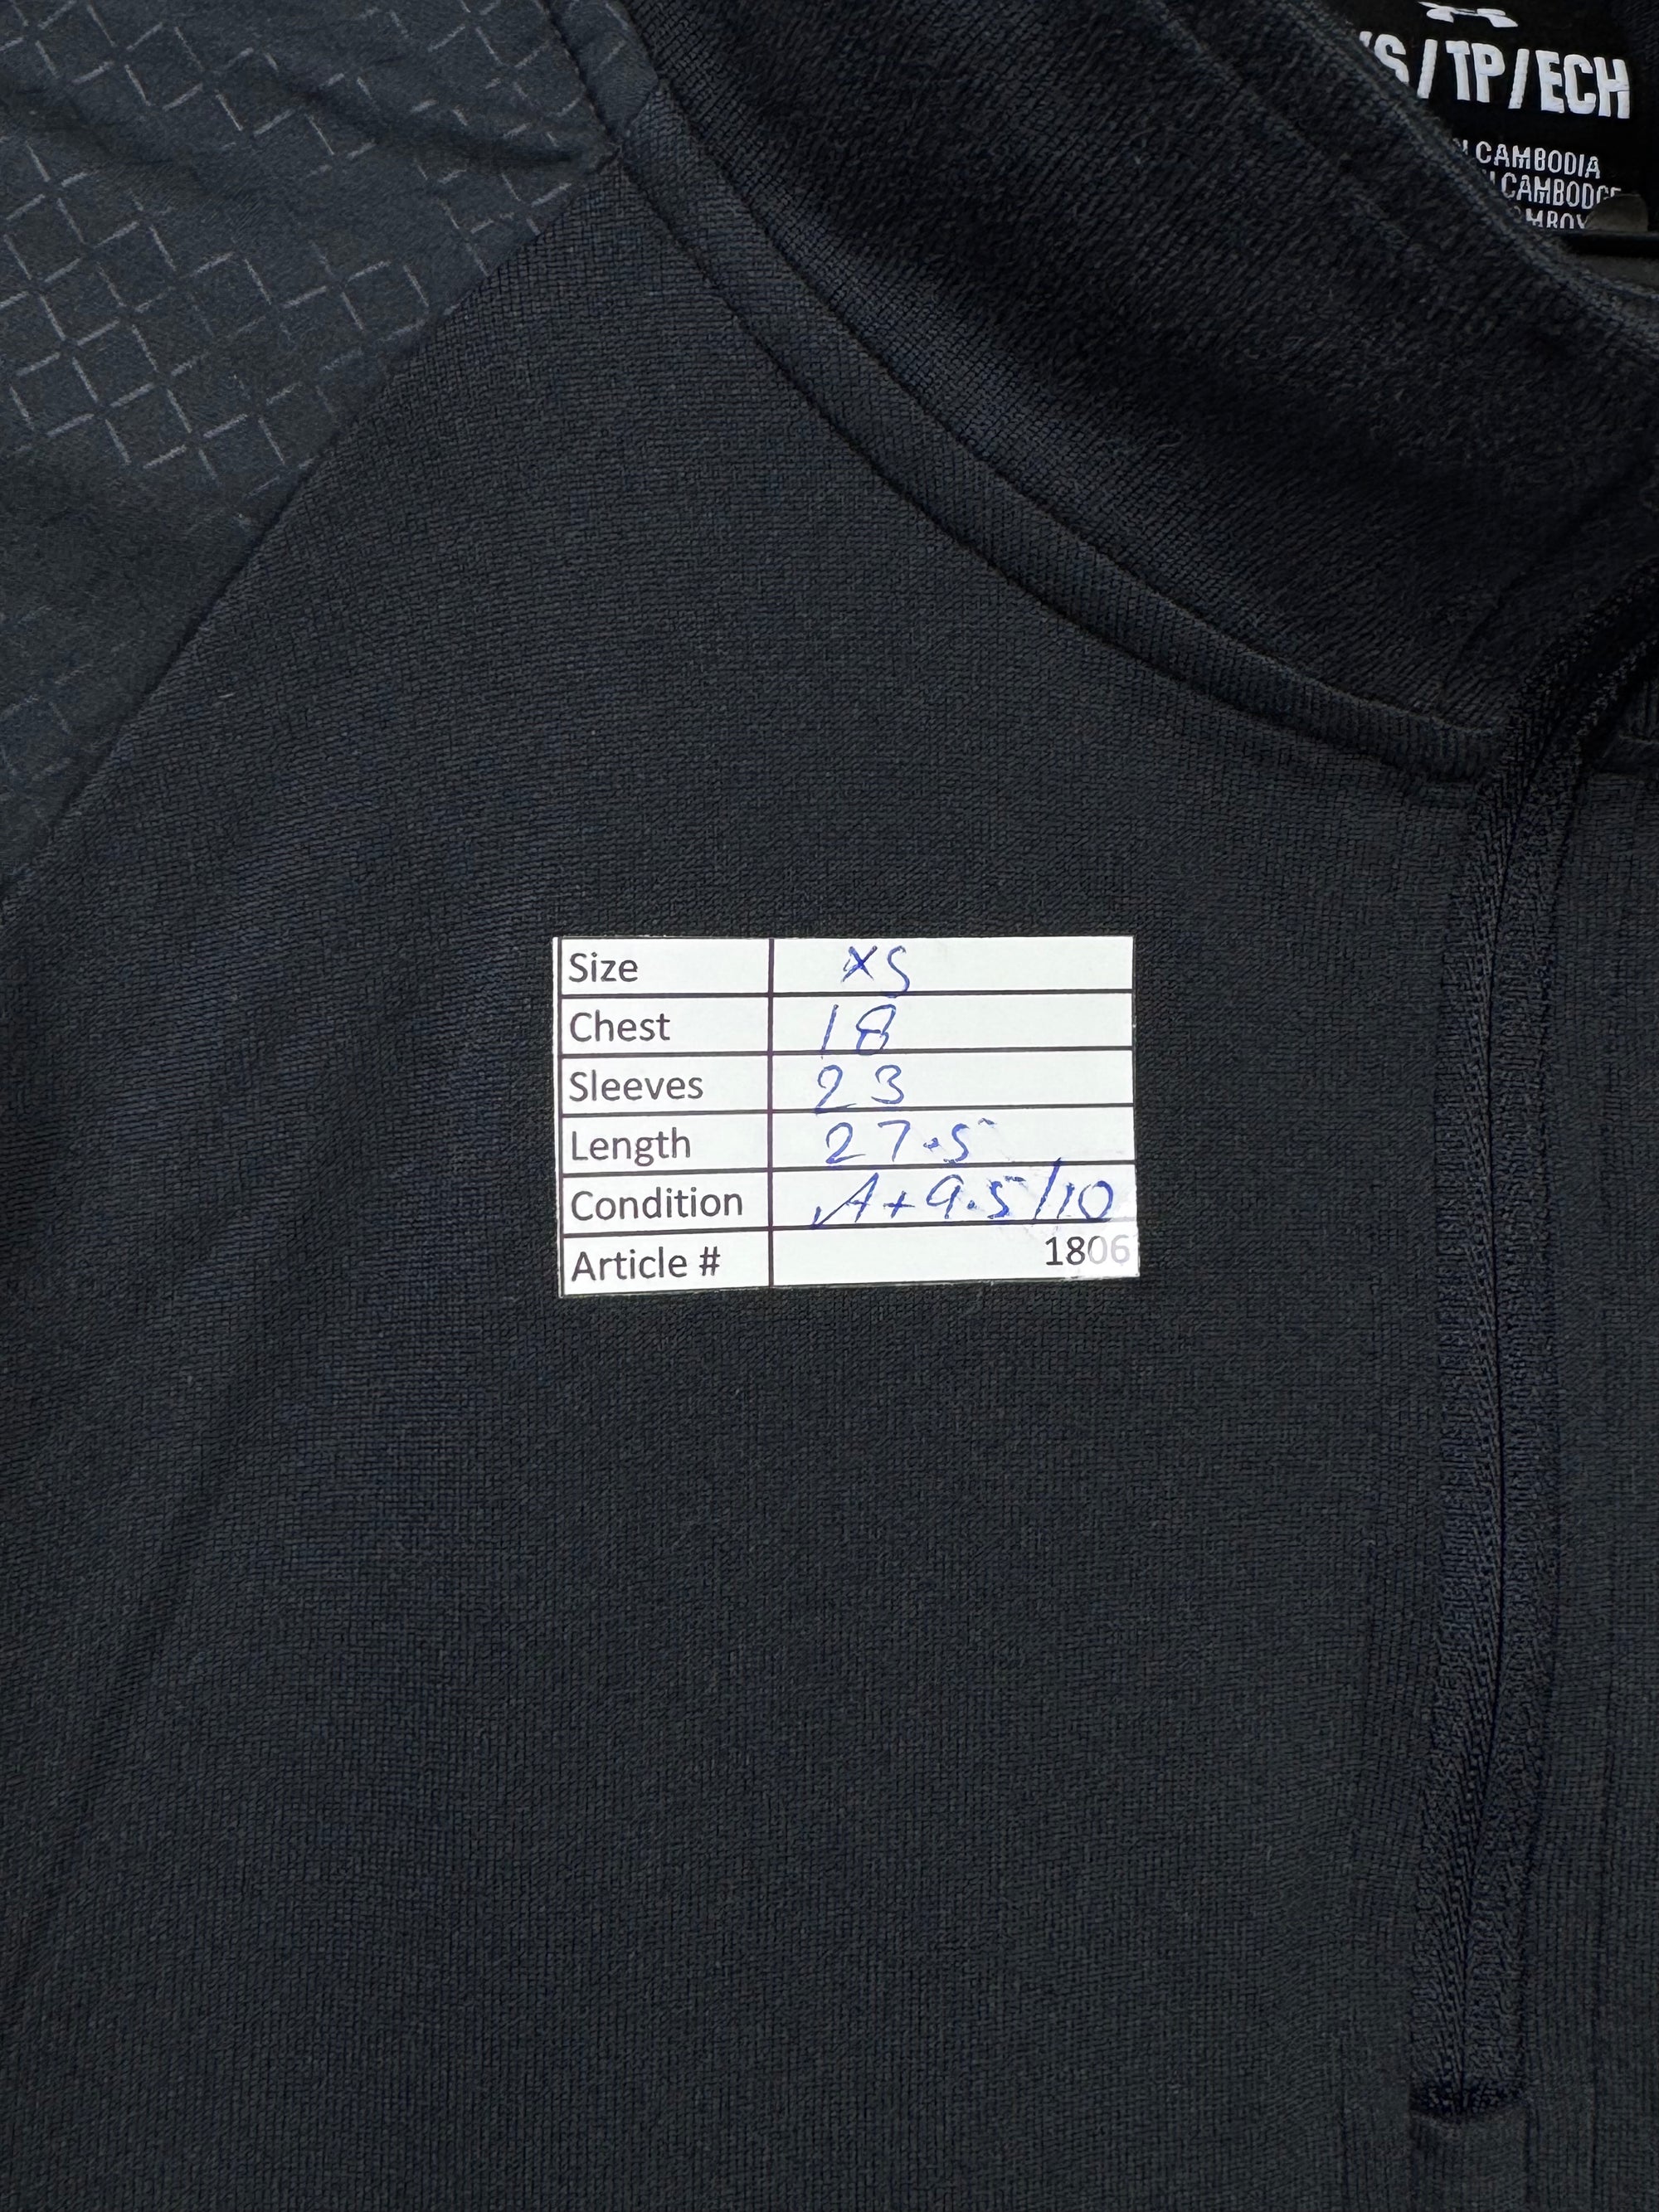 S/TP/ECH
CAMBODIA
CAMBODGE
Size XS
Chest 18
Sleeves 23
Length 27.5
Condition A+9.5/10
Article # 1806